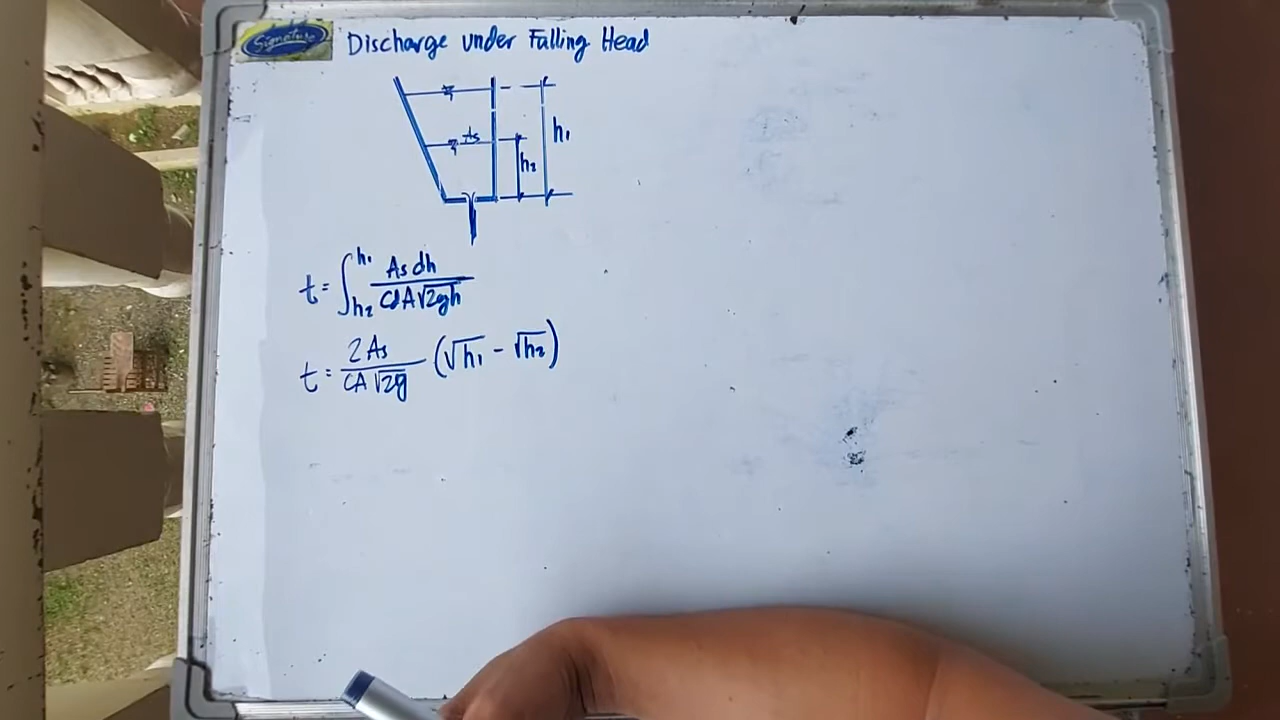 Signature
Discharge under Falling Head
As
h₁
h₂
t = ∫_{h₂}^{h₁} As dh / CdA√2gh
t = 2As / CA√2g (√h₁ - √h₂)